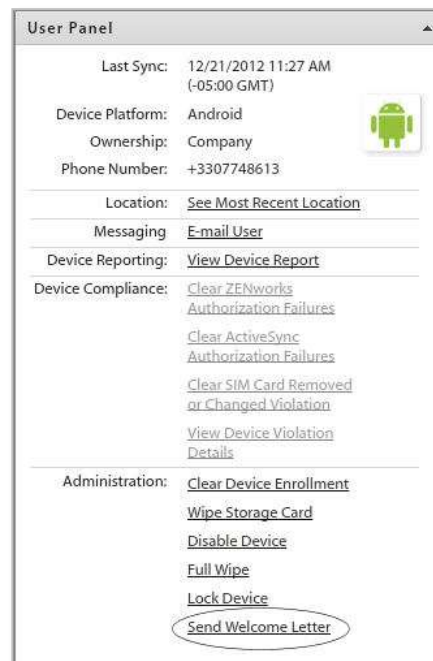 User Panel
Last Sync: 12/21/2012 11:27 AM
(-05:00 GMT)
Device Platform: Android
Ownership: Company
Phone Number: +3307748613
Location: See Most Recent Location
Messaging E-mail User
Device Reporting: View Device Report
Device Compliance: Clear ZENworks
Authorization Failures
Clear ActiveSync
Authorization Failures
Clear SIM Card Removed
or Changed Violation
View Device Violation
Details
Administration: Clear Device Enrollment
Wipe Storage Card
Disable Device
Full Wipe
Lock Device
Send Welcome Letter